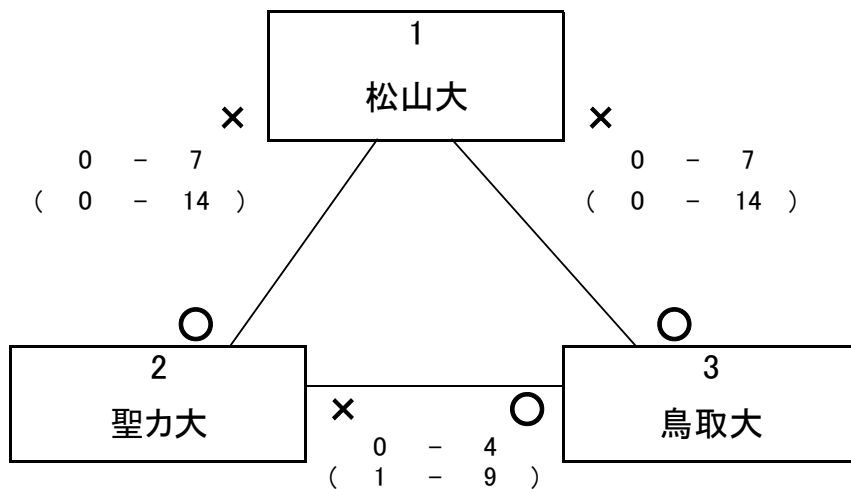 1
松山大
× ×
0 － 7
（ 0 － 14 ）
0 － 7
（ 0 － 14 ）
○ ○
2
聖カ大
3
鳥取大
× ○
0 － 4
（ 1 － 9 ）